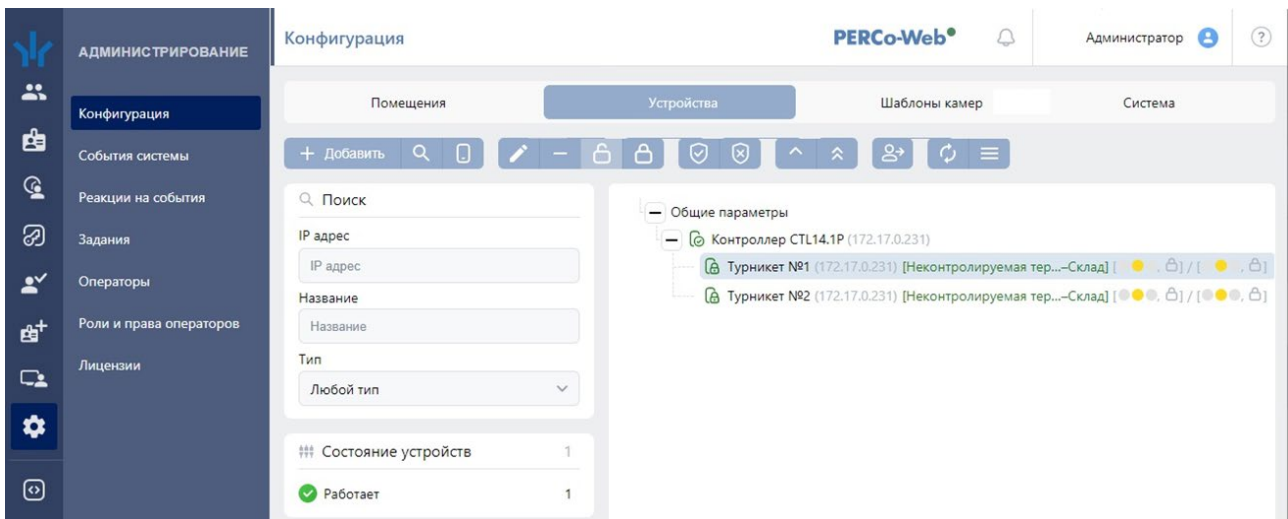 АДМИНИСТРИРОВАНИЕ
Конфигурация
События системы
Реакции на события
Задания
Операторы
Роли и права операторов
Лицензии
Конфигурация
PERCo-Web
Администратор
?
Помещения
Устройства
Шаблоны камер
Система
+ Добавить
Поиск
IP адрес
IP адрес
Название
Название
Тип
Любой тип
Состояние устройств 1
Работает 1
Общие параметры
Контроллер CTL14.1P (172.17.0.231)
Турникет №1 (172.17.0.231) [Неконтролируемая тер...–Склад] [ , ] / [ , ]
Турникет №2 (172.17.0.231) [Неконтролируемая тер...–Склад] [ , ] / [ , ]